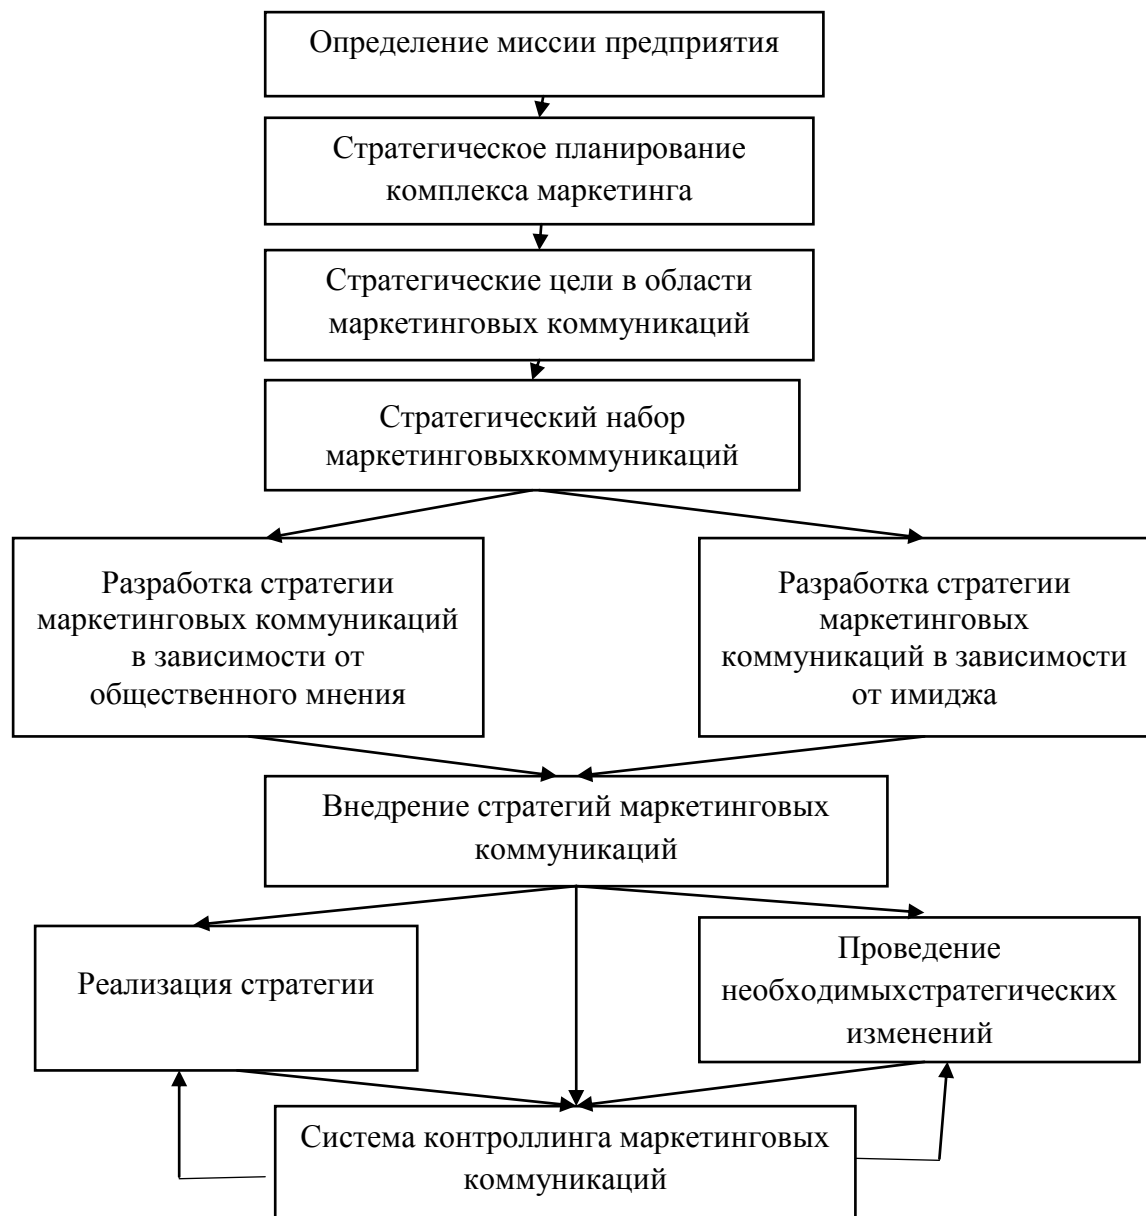 Определение миссии предприятия
Стратегическое планирование
комплекса маркетинга
Стратегические цели в области
маркетинговых коммуникаций
Стратегический набор
маркетинговыхкоммуникаций
Разработка стратегии
маркетинговых коммуникаций
в зависимости от
общественного мнения
Разработка стратегии
маркетинговых
коммуникаций в зависимости
от имиджа
Внедрение стратегий маркетинговых
коммуникаций
Реализация стратегии
Проведение
необходимыхстратегических
изменений
Система контроллинга маркетинговых
коммуникаций